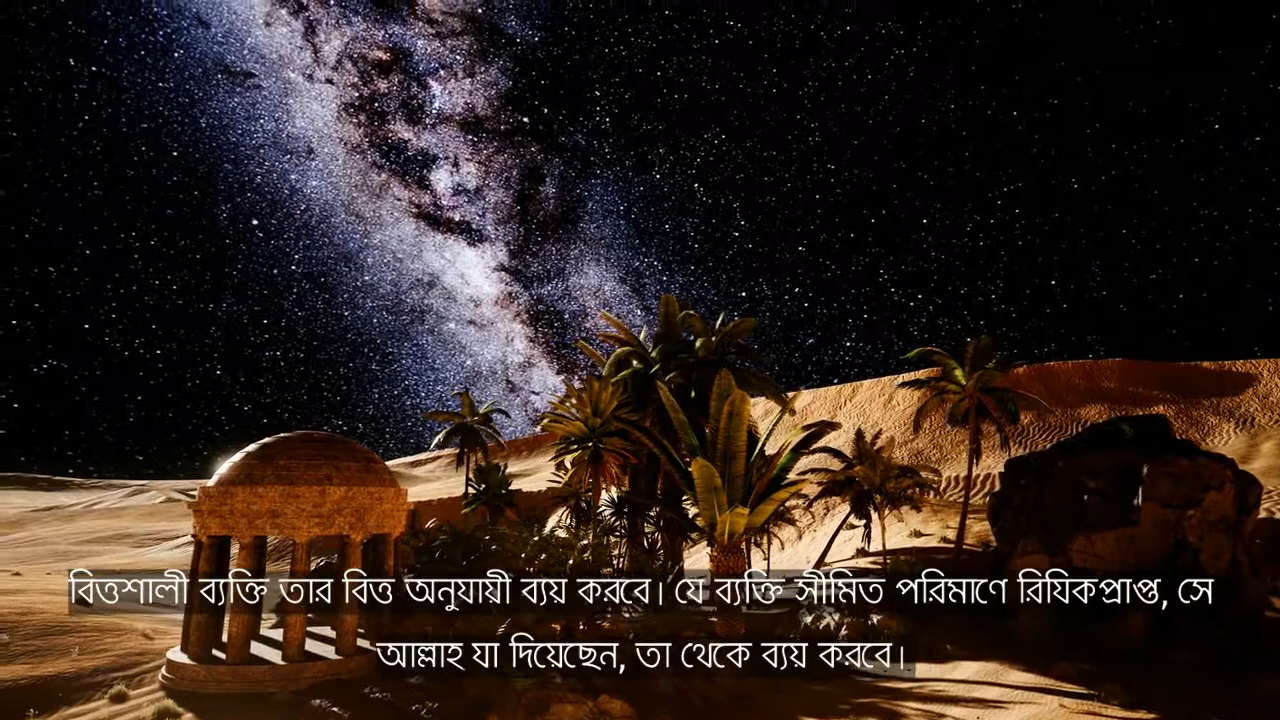 বিত্তশালী ব্যক্তি তার বিত্ত অনুযায়ী ব্যয় করবে। যে ব্যক্তি সীমিত পরিমাণে রিযিকপ্রাপ্ত, সে
আল্লাহ যা দিয়েছেন, তা থেকে ব্যয় করবে।